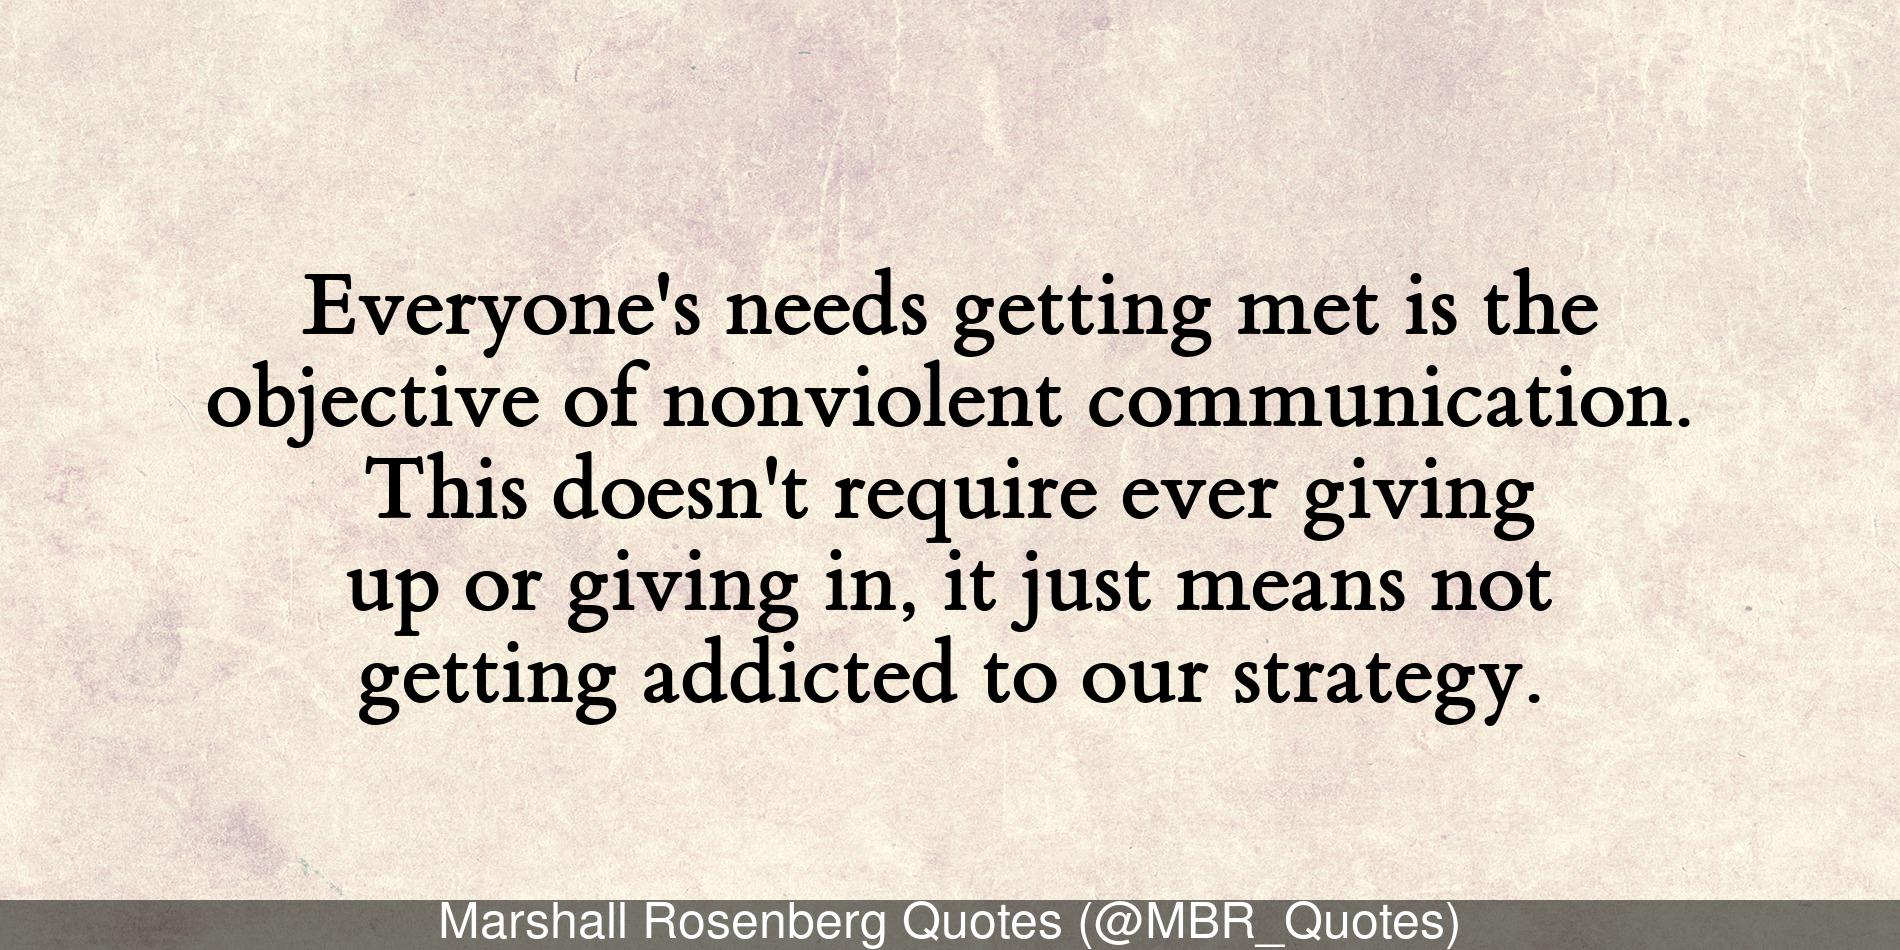 Everyone's needs getting met is the
objective of nonviolent communication.
This doesn't require ever giving
up or giving in, it just means not
getting addicted to our strategy.
Marshall Rosenberg Quotes (@MBR_Quotes)